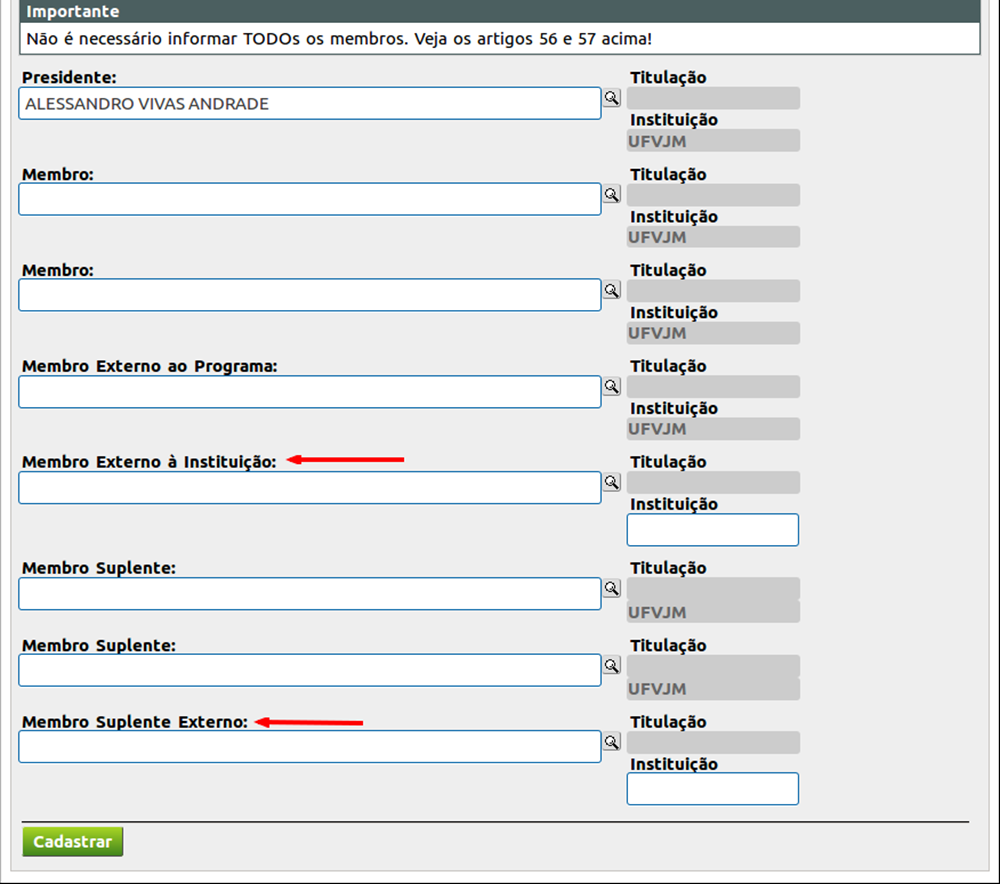 Importante
Não é necessário informar TODOs os membros. Veja os artigos 56 e 57 acima!
Presidente:
Titulação
ALESSANDRO VIVAS ANDRADE
Instituição
UFVJM
Membro:
Titulação
Instituição
UFVJM
Membro:
Titulação
Instituição
UFVJM
Membro Externo ao Programa:
Titulação
Instituição
UFVJM
Membro Externo à Instituição:
Titulação
Instituição
Membro Suplente:
Titulação
UFVJM
Membro Suplente:
Titulação
UFVJM
Membro Suplente Externo:
Titulação
Instituição
Cadastrar